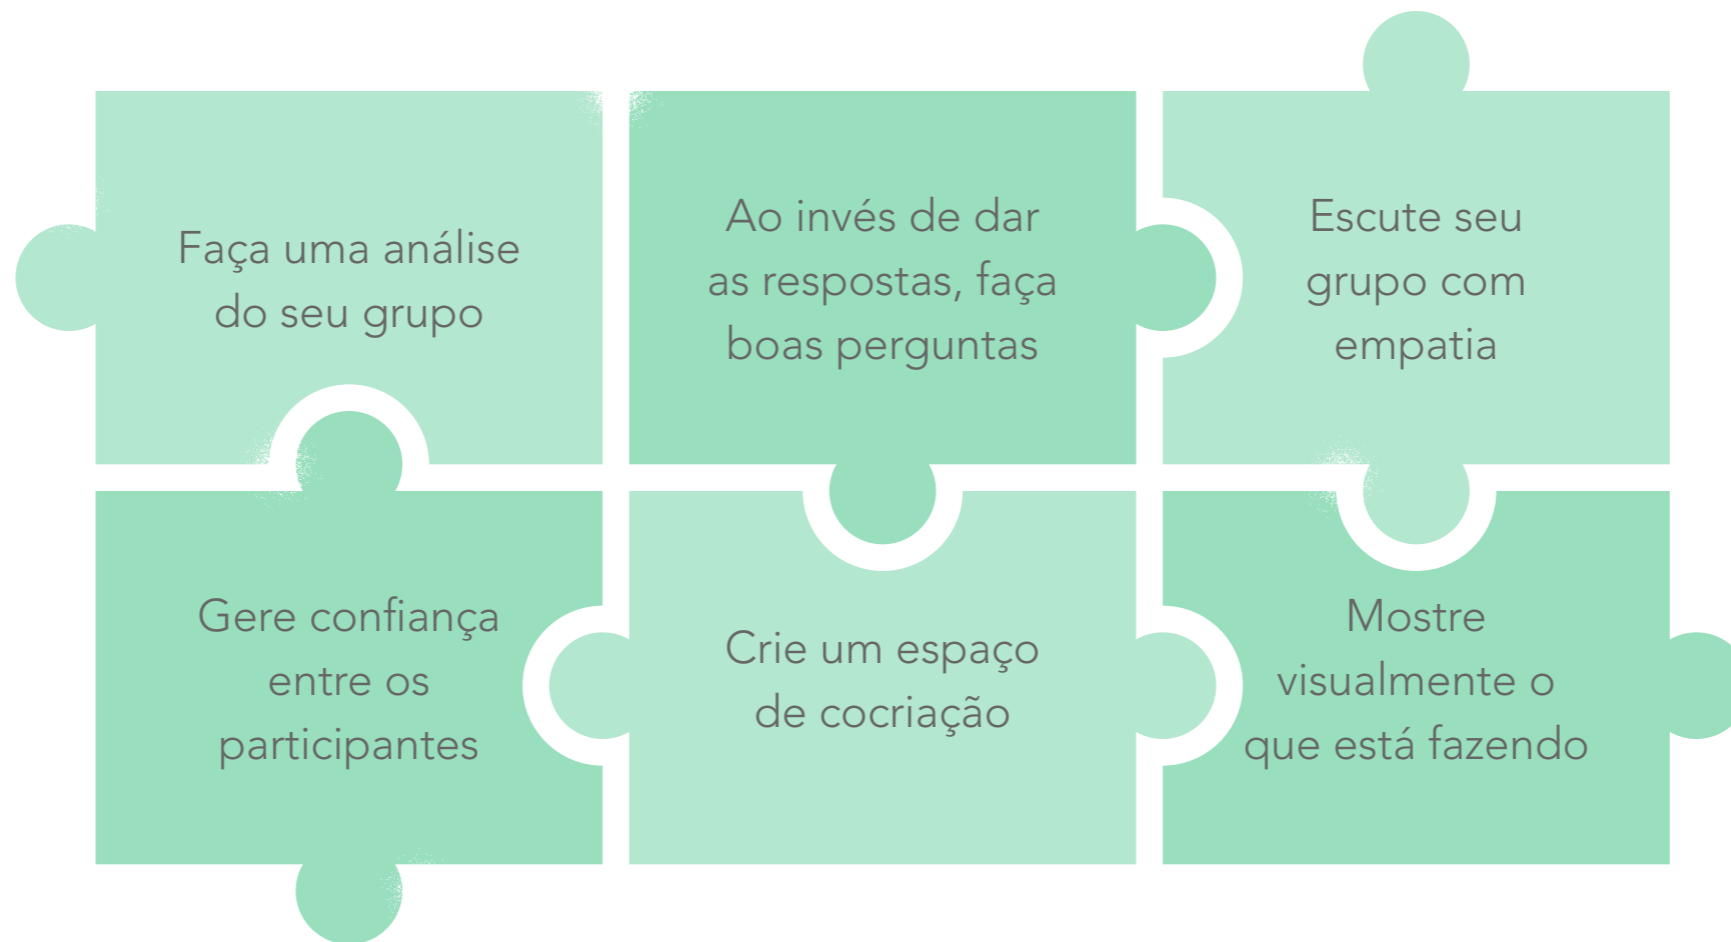 Faça uma análise
do seu grupo
Ao invés de dar
as respostas, faça
boas perguntas
Escute seu
grupo com
empatia
Gere confiança
entre os
participantes
Crie um espaço
de cocriação
Mostre
visualmente o
que está fazendo